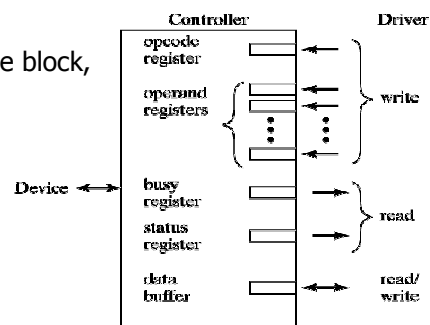 e block,
Controller
Driver
opcode
register
operand
registers
write
Device
busy
register
read
status
register
data
buffer
read/
write